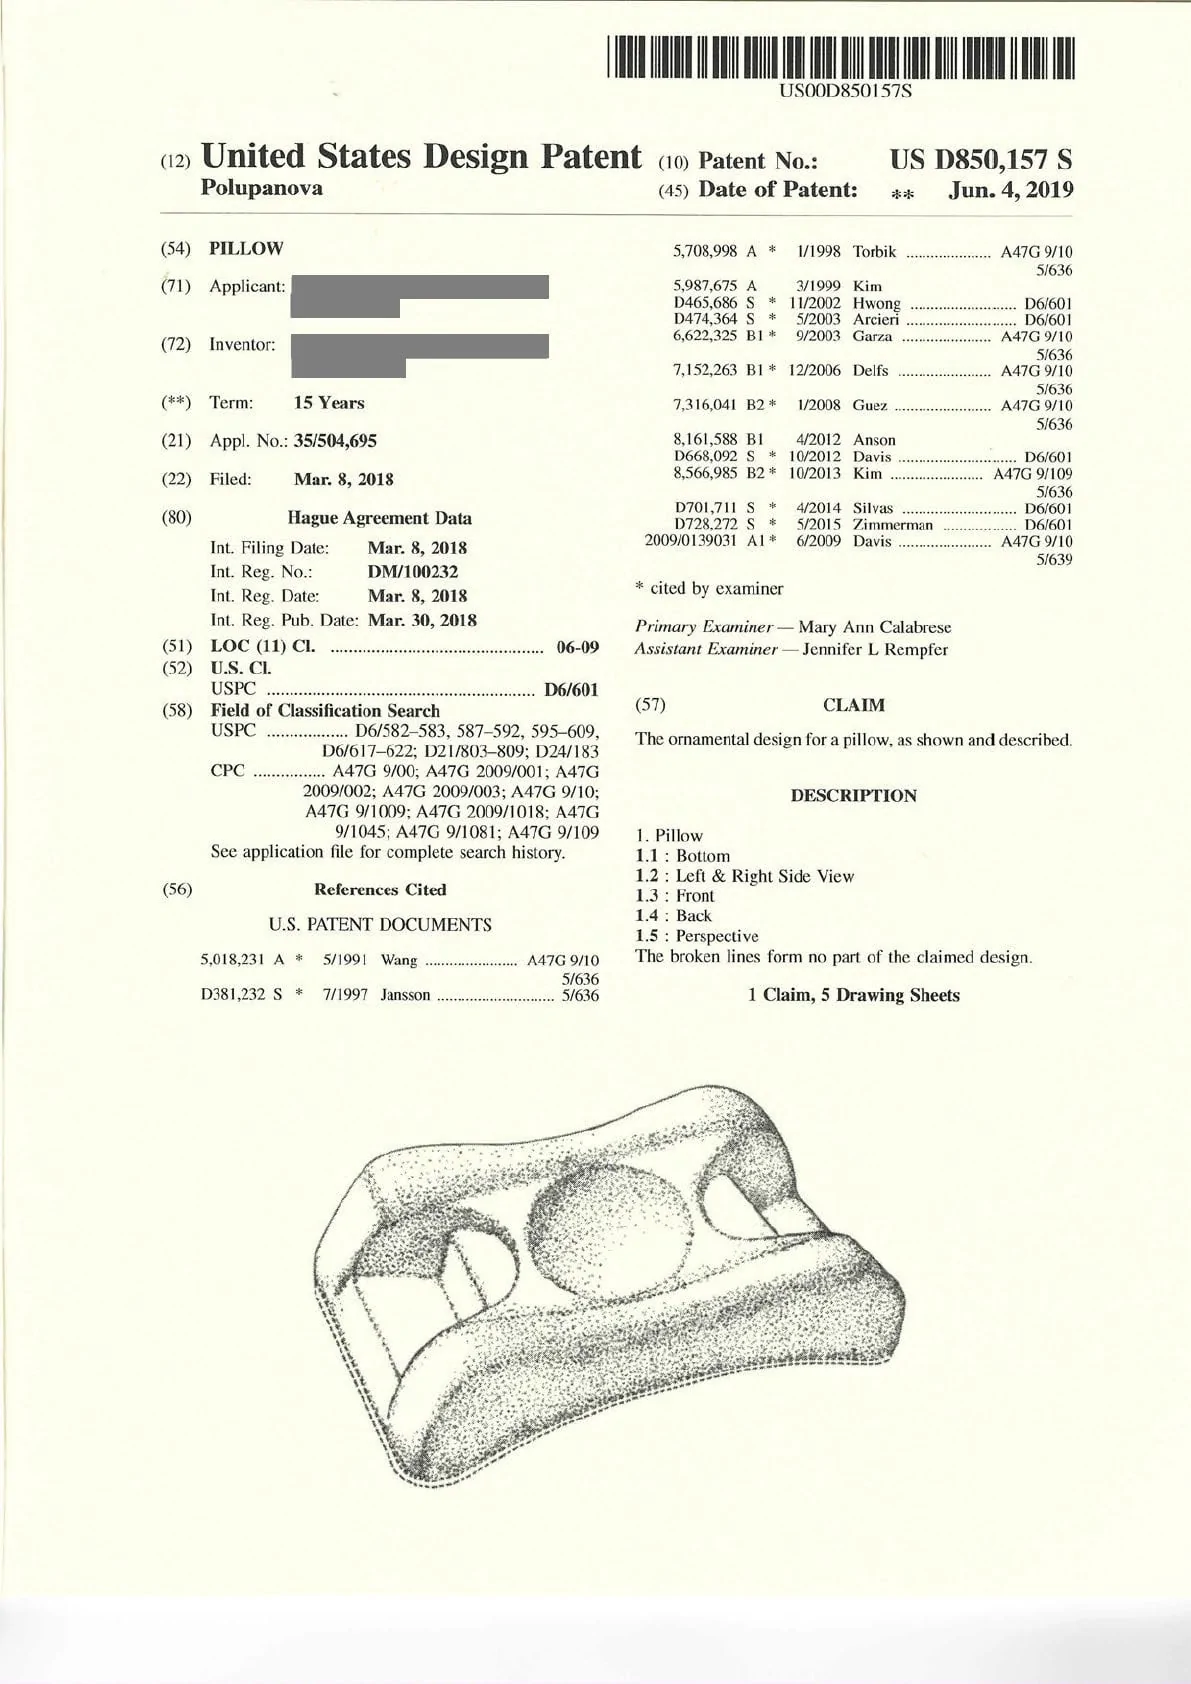 US00D850157S
(12) United States Design Patent
Polupanova
(10) Patent No.: US D850,157 S
(45) Date of Patent: ** Jun. 4, 2019
(54) PILLOW
(71) Applicant:
(72) Inventor:
(**) Term: 15 Years
(21) Appl. No.: 35/504,695
(22) Filed: Mar. 8, 2018
(80) Hague Agreement Data
Int. Filing Date: Mar. 8, 2018
Int. Reg. No.: DM/100232
Int. Reg. Date: Mar. 8, 2018
Int. Reg. Pub. Date: Mar. 30, 2018
(51) LOC (11) Cl. .................................................... 06-09
(52) U.S. Cl.
USPC .......................................................... D6/601
(58) Field of Classification Search
USPC .................. D6/582–583, 587–592, 595–609,
D6/617–622; D21/803–809; D24/183
CPC ................ A47G 9/00; A47G 2009/001; A47G
2009/002; A47G 2009/003; A47G 9/10;
A47G 9/1009; A47G 2009/1018; A47G
9/1045; A47G 9/1081; A47G 9/109
See application file for complete search history.
(56) References Cited
U.S. PATENT DOCUMENTS
5,018,231 A * 5/1991 Wang ....................... A47G 9/10
5/636
D381,232 S * 7/1997 Jansson ............................. 5/636
5,708,998 A * 1/1998 Torbik ..................... A47G 9/10
5/636
5,987,675 A 3/1999 Kim
D465,686 S * 11/2002 Hwong .......................... D6/601
D474,364 S * 5/2003 Arcieri ........................... D6/601
6,622,325 B1 * 9/2003 Garza ...................... A47G 9/10
5/636
7,152,263 B1 * 12/2006 Delfs ....................... A47G 9/10
5/636
7,316,041 B2 * 1/2008 Guez ........................ A47G 9/10
5/636
8,161,588 B1 4/2012 Anson
D668,092 S * 10/2012 Davis ............................. D6/601
8,566,985 B2 * 10/2013 Kim ....................... A47G 9/109
5/636
D701,711 S * 4/2014 Silvas ............................ D6/601
D728,272 S * 5/2015 Zimmerman .................. D6/601
2009/0139031 A1 * 6/2009 Davis ....................... A47G 9/10
5/639
* cited by examiner
Primary Examiner — Mary Ann Calabrese
Assistant Examiner — Jennifer L Rempfer
(57) CLAIM
The ornamental design for a pillow, as shown and described.
DESCRIPTION
1. Pillow
1.1 : Bottom
1.2 : Left & Right Side View
1.3 : Front
1.4 : Back
1.5 : Perspective
The broken lines form no part of the claimed design.
1 Claim, 5 Drawing Sheets